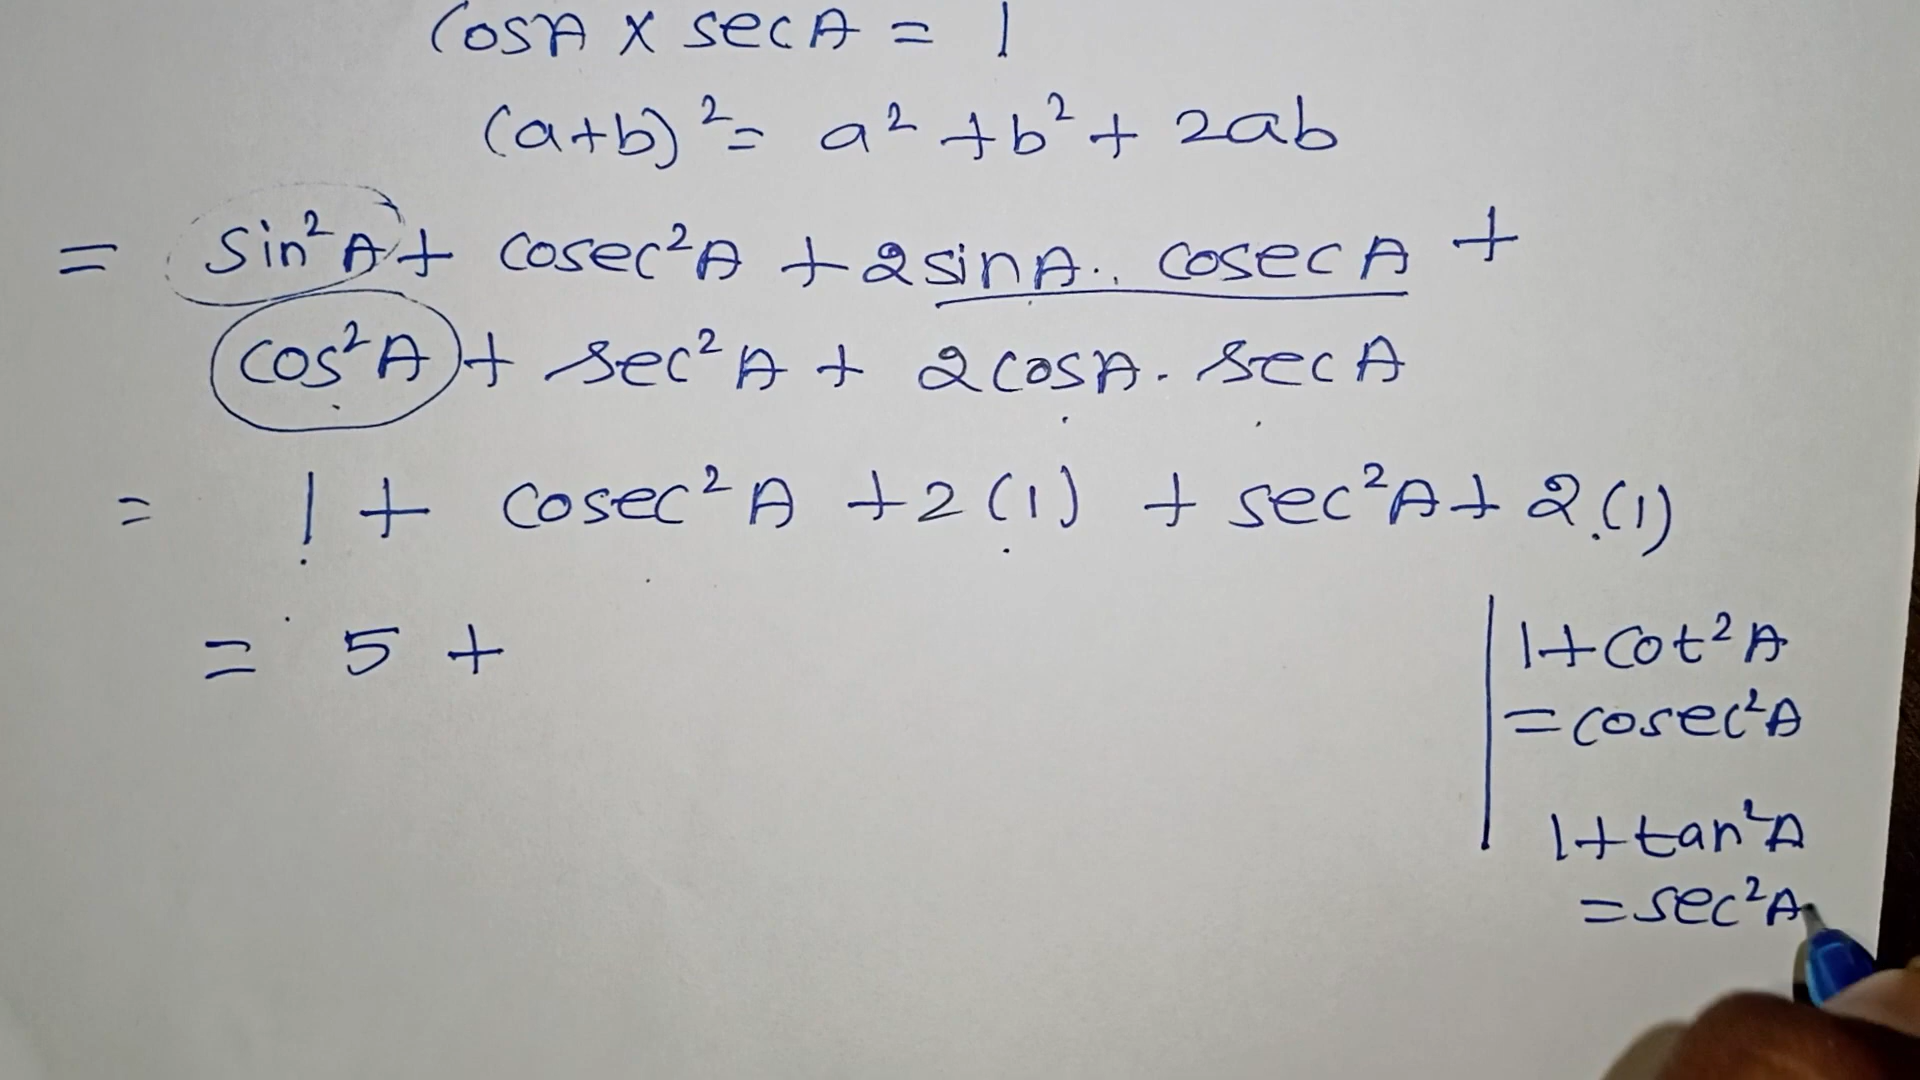 cosA × secA = 1
(a+b)² = a² + b² + 2ab
= sin²A + cosec²A + 2sinA . cosecA +
cos²A + sec²A + 2cosA . secA
= 1 + cosec²A + 2(1) + sec²A + 2(1)
= 5 +
1+cot²A
= cosec²A
1+tan²A
= sec²A